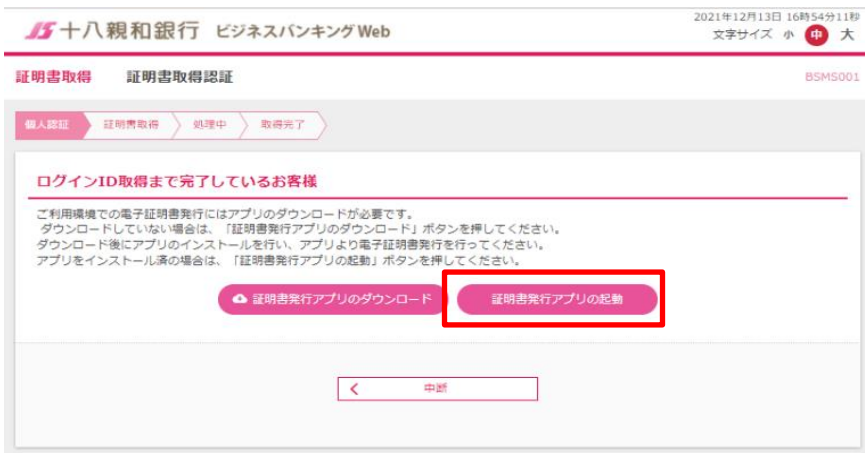 十八親和銀行 ビジネスバンキングWeb
2021年12月13日 16時54分11秒
文字サイズ 小 中 大
証明書取得 証明書取得認証
BSMS001
個人認証 証明書取得 処理中 取得完了
ログインID取得まで完了しているお客様
ご利用環境での電子証明書発行にはアプリのダウンロードが必要です。
ダウンロードしていない場合は、「証明書発行アプリのダウンロード」ボタンを押してください。
ダウンロード後にアプリのインストールを行い、アプリより電子証明書発行を行ってください。
アプリをインストール済の場合は、「証明書発行アプリの起動」ボタンを押してください。
証明書発行アプリのダウンロード 証明書発行アプリの起動
中断